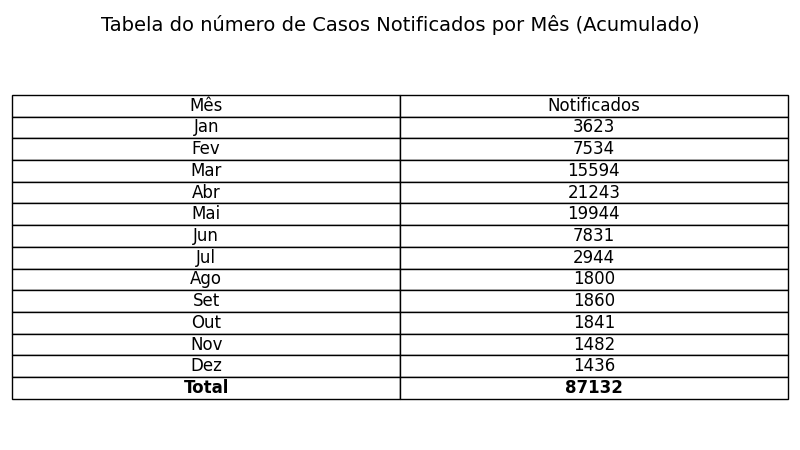 Tabela do número de Casos Notificados por Mês (Acumulado)
Mês Notificados
Jan 3623
Fev 7534
Mar 15594
Abr 21243
Mai 19944
Jun 7831
Jul 2944
Ago 1800
Set 1860
Out 1841
Nov 1482
Dez 1436
Total 87132